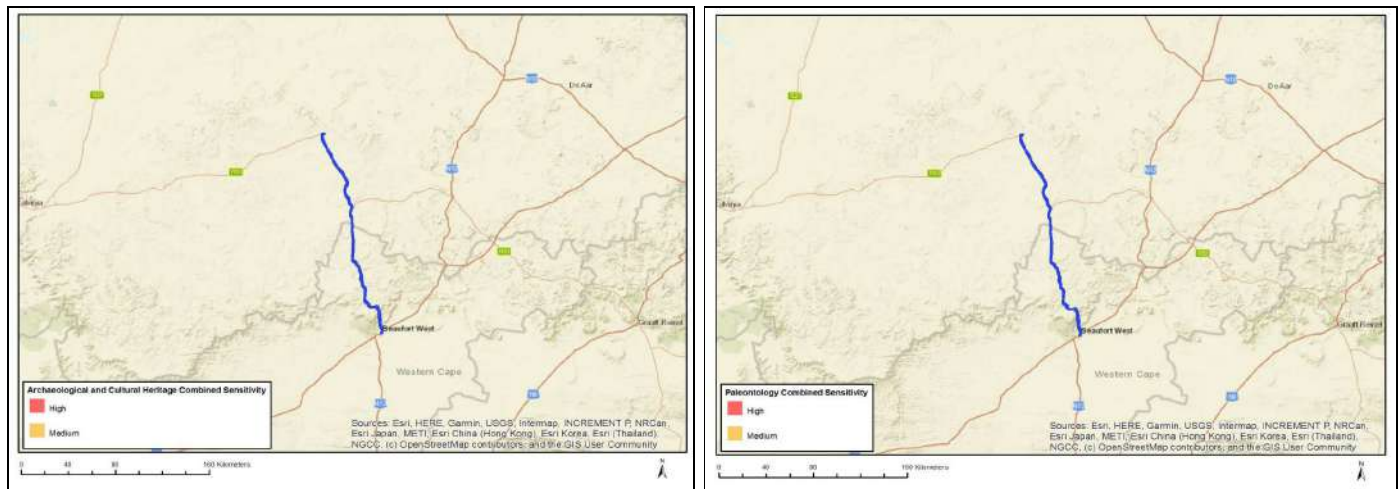 De Aar
Beaufort West
Graaff Reinet
Western Cape
Archaeological and Cultural Heritage Combined Sensitivity
High
Medium
Sources: Esri, HERE, Garmin, USGS, Intermap, INCREMENT P, NRCan,
Esri Japan, METI, Esri China (Hong Kong), Esri Korea, Esri (Thailand),
NGCC, (c) OpenStreetMap contributors, and the GIS User Community
0 40 80 160 Kilometers
N
De Aar
Beaufort West
Graaff Reinet
Western Cape
Paleontology Combined Sensitivity
High
Medium
Sources: Esri, HERE, Garmin, USGS, Intermap, INCREMENT P, NRCan,
Esri Japan, METI, Esri China (Hong Kong), Esri Korea, Esri (Thailand),
NGCC, (c) OpenStreetMap contributors, and the GIS User Community
0 40 80 160 Kilometers
N